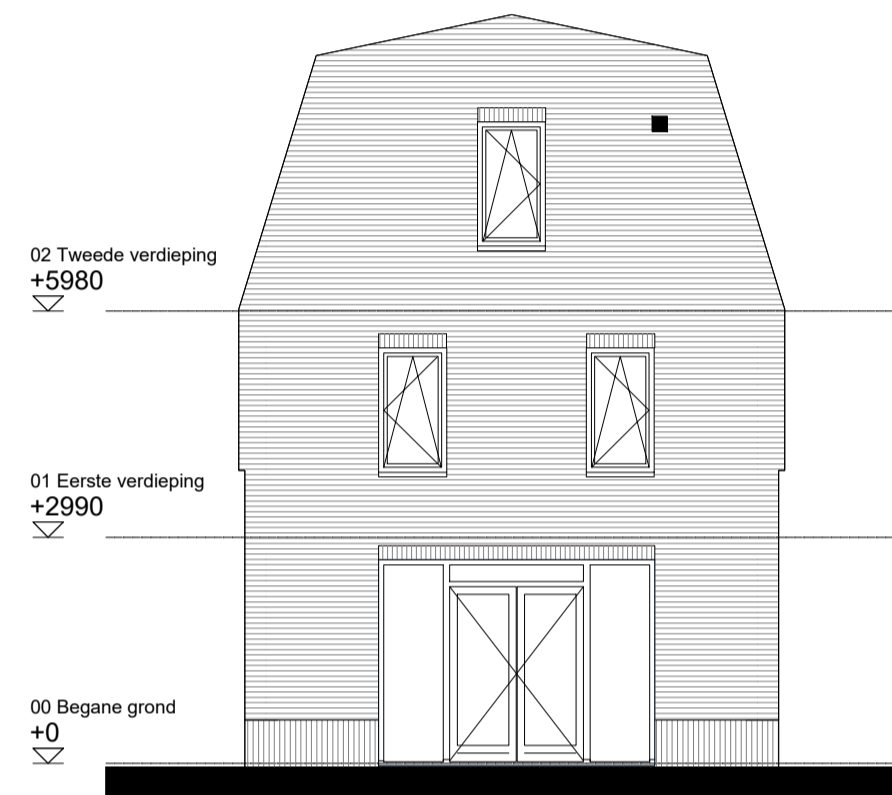 02 Tweede verdieping
+5980
01 Eerste verdieping
+2990
00 Begane grond
+0